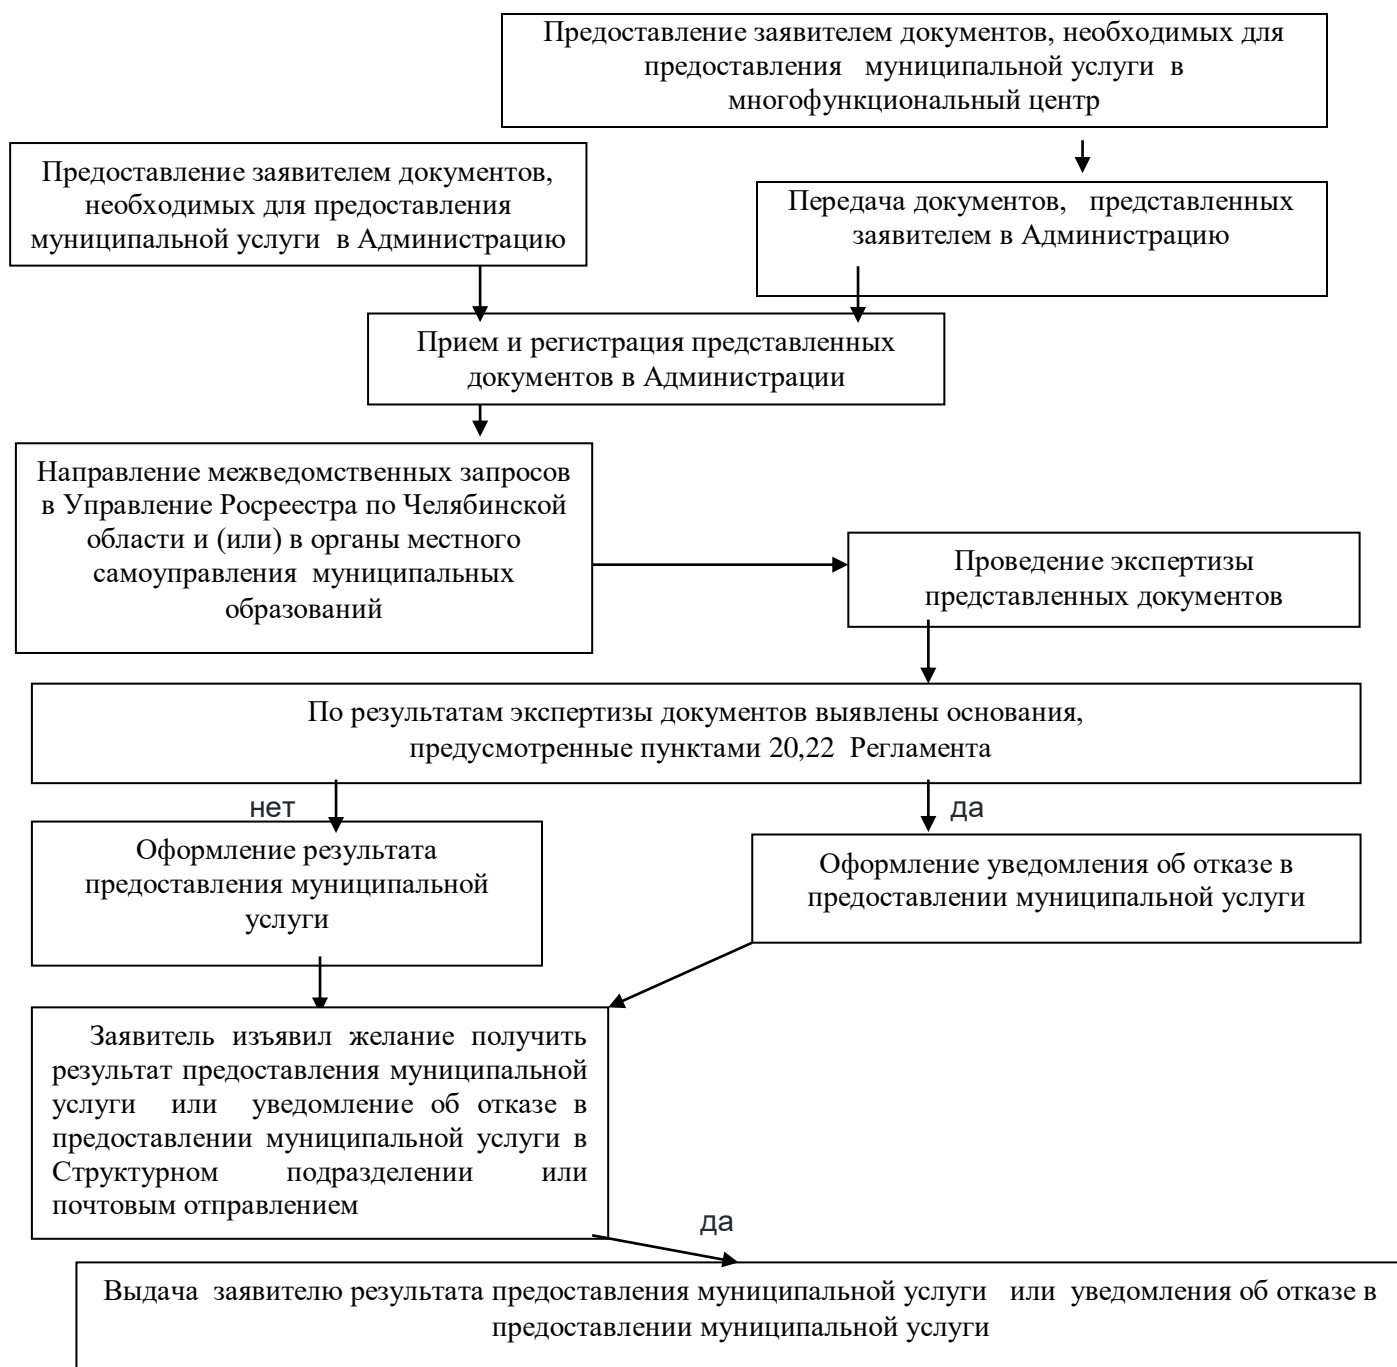 Предоставление заявителем документов, необходимых для
предоставления муниципальной услуги в
многофункциональный центр
Предоставление заявителем документов,
необходимых для предоставления
муниципальной услуги в Администрацию
Передача документов, представленных
заявителем в Администрацию
Прием и регистрация представленных
документов в Администрации
Направление межведомственных запросов
в Управление Росреестра по Челябинской
области и (или) в органы местного
самоуправления муниципальных
образований
Проведение экспертизы
представленных документов
По результатам экспертизы документов выявлены основания,
предусмотренные пунктами 20,22 Регламента
нет
да
Оформление результата
предоставления муниципальной
услуги
Оформление уведомления об отказе в
предоставлении муниципальной услуги
Заявитель изъявил желание получить
результат предоставления муниципальной
услуги или уведомление об отказе в
предоставлении муниципальной услуги в
Структурном подразделении или
почтовым отправлением
да
Выдача заявителю результата предоставления муниципальной услуги или уведомления об отказе в
предоставлении муниципальной услуги